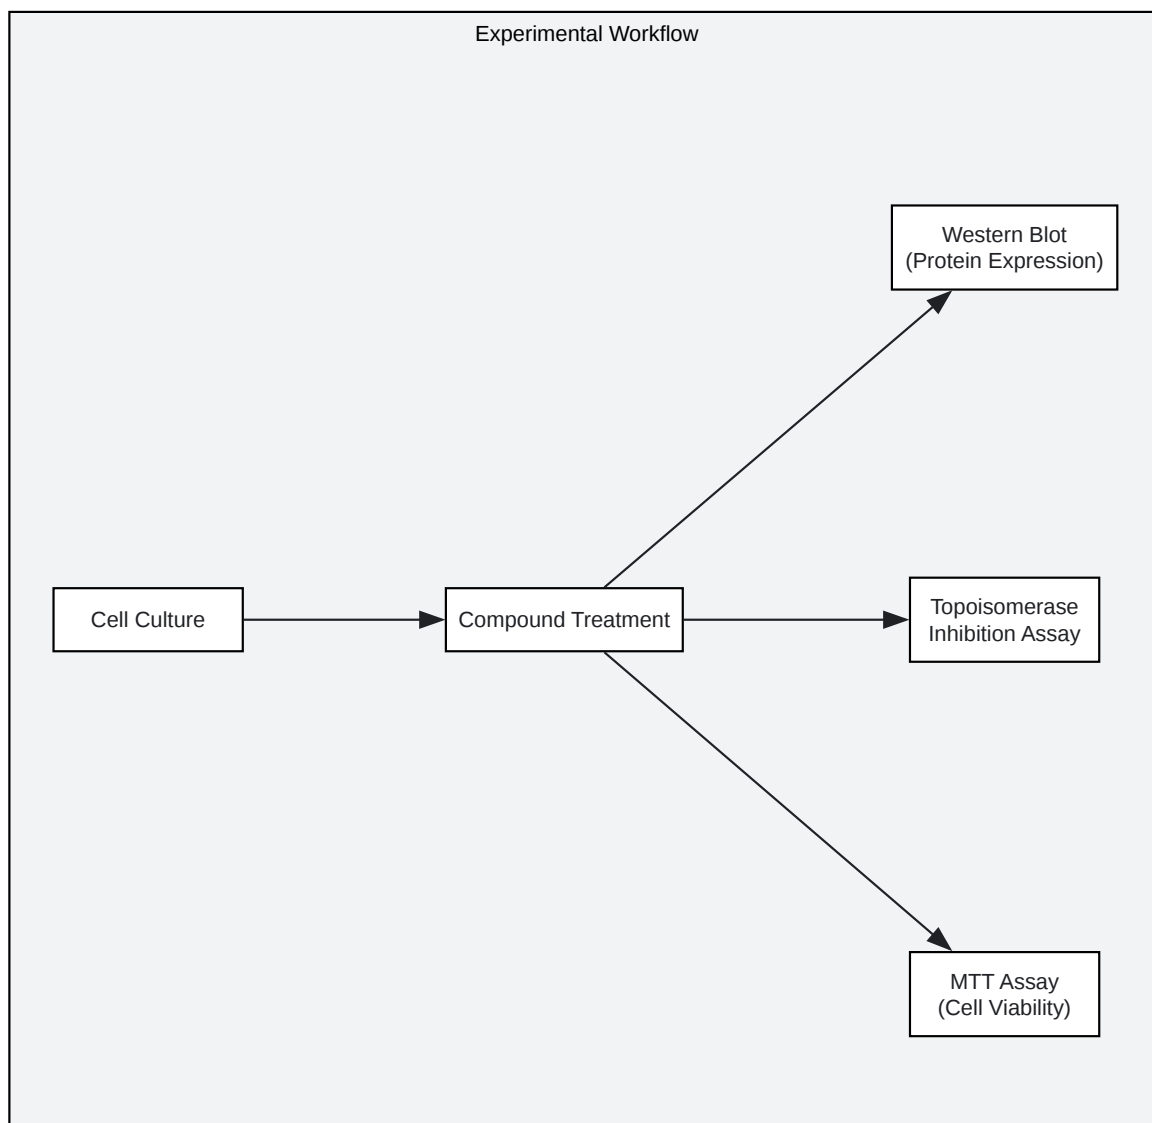 Experimental Workflow
Western Blot
(Protein Expression)
Cell Culture
Compound Treatment
Topoisomerase
Inhibition Assay
MTT Assay
(Cell Viability)